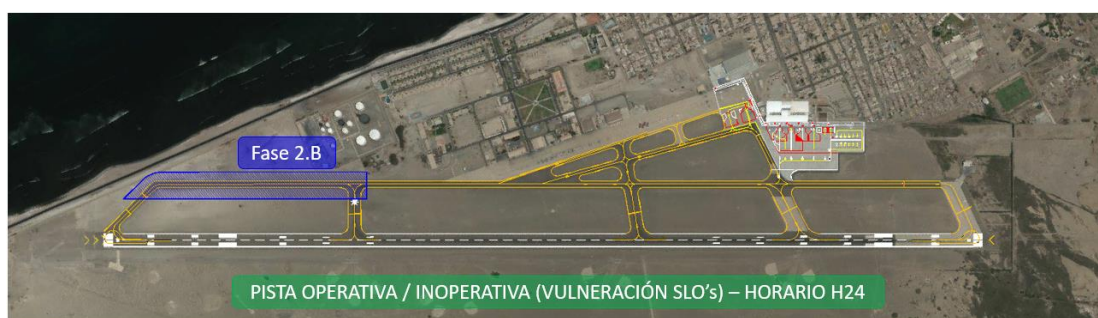 Fase 2.B
PISTA OPERATIVA / INOPERATIVA (VULNERACIÓN SLO's) – HORARIO H24